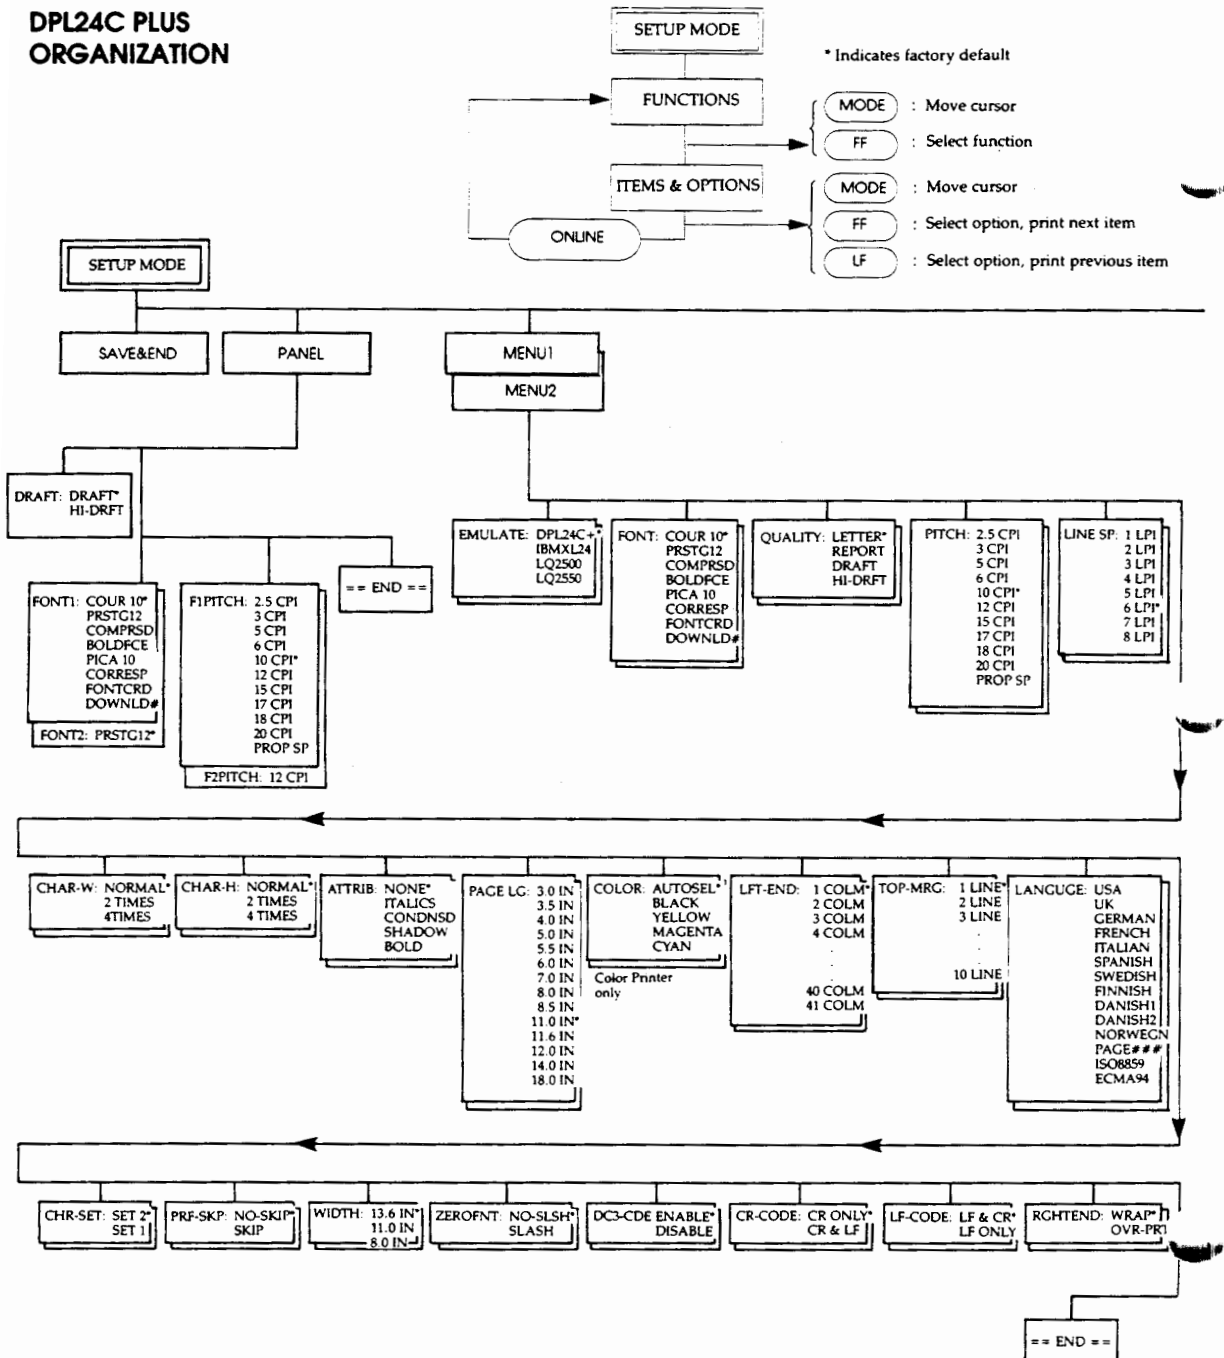 DPL24C PLUS
ORGANIZATION
SETUP MODE
* Indicates factory default
FUNCTIONS
MODE : Move cursor
FF : Select function
ITEMS & OPTIONS
MODE : Move cursor
FF : Select option, print next item
LF : Select option, print previous item
ONLINE
SETUP MODE
SAVE&END
PANEL
MENU1
MENU2
DRAFT: DRAFT*
HI-DRFT
FONT1: COUR 10*
PRSTG12
COMPRSD
BOLDFCE
PICA 10
CORRESP
FONTCRD
DOWNLD#
FONT2: PRSTG12*
F1PITCH: 2.5 CPI
3 CPI
5 CPI
6 CPI
10 CPI*
12 CPI
15 CPI
17 CPI
18 CPI
20 CPI
PROP SP
F2PITCH: 12 CPI
== END ==
EMULATE: DPL24C+*
IBMXL24
LQ2500
LQ2550
FONT: COUR 10*
PRSTG12
COMPRSD
BOLDFCE
PICA 10
CORRESP
FONTCRD
DOWNLD#
QUALITY: LETTER*
REPORT
DRAFT
HI-DRFT
PITCH: 2.5 CPI
3 CPI
5 CPI
6 CPI
10 CPI*
12 CPI
15 CPI
17 CPI
18 CPI
20 CPI
PROP SP
LINE SP: 1 LPI
2 LPI
3 LPI
4 LPI
5 LPI
6 LPI*
7 LPI
8 LPI
CHAR-W: NORMAL*
2 TIMES
4TIMES
CHAR-H: NORMAL*
2 TIMES
4 TIMES
ATTRIB: NONE*
ITALICS
CONDNSD
SHADOW
BOLD
PAGE LG: 3.0 IN
3.5 IN
4.0 IN
5.0 IN
5.5 IN
6.0 IN
7.0 IN
8.0 IN
8.5 IN
11.0 IN*
11.6 IN
12.0 IN
14.0 IN
18.0 IN
COLOR: AUTOSEL*
BLACK
YELLOW
MAGENTA
CYAN
Color Printer
only
LFT-END: 1 COLM*
2 COLM
3 COLM
4 COLM
.
.
.
40 COLM
41 COLM
TOP-MRG: 1 LINE*
2 LINE
3 LINE
.
.
10 LINE
LANGUGE: USA
UK
GERMAN
FRENCH
ITALIAN
SPANISH
SWEDISH
FINNISH
DANISH1
DANISH2
NORWEGN
PAGE###
ISO8859
ECMA94
CHR-SET: SET 2*
SET 1
PRF-SKP: NO-SKIP*
SKIP
WIDTH: 13.6 IN*
11.0 IN
8.0 IN
ZEROFNT: NO-SLSH*
SLASH
DC3-CDE ENABLE*
DISABLE
CR-CODE: CR ONLY*
CR & LF
LF-CODE: LF & CR*
LF ONLY
RGHTEND: WRAP*
OVR-PRT
== END ==